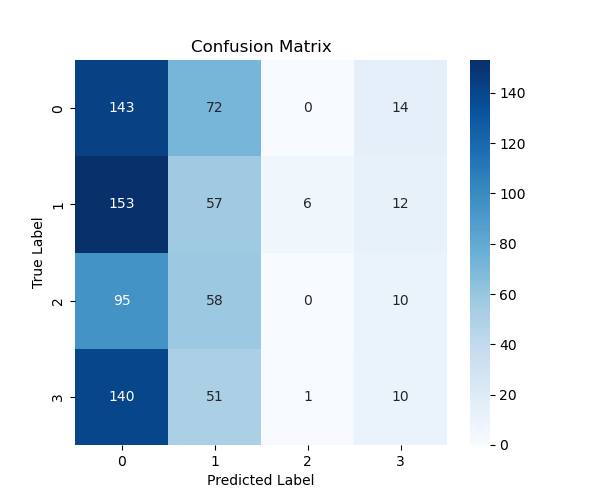 Confusion Matrix
True Label
0 143 72 0 14
1 153 57 6 12
2 95 58 0 10
3 140 51 1 10
0 1 2 3
Predicted Label
140
120
100
80
60
40
20
0